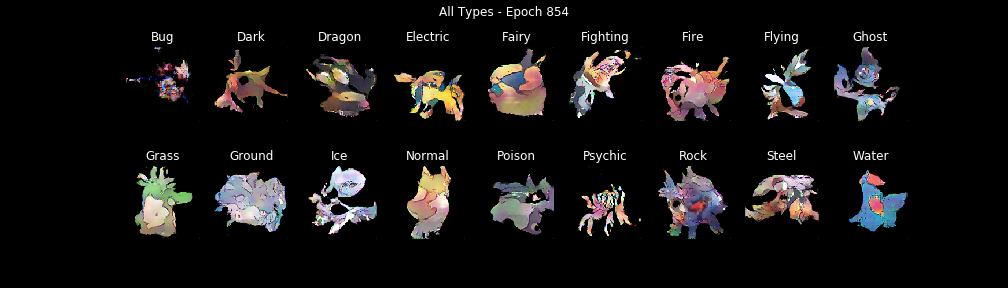 All Types - Epoch 854
Bug Dark Dragon Electric Fairy Fighting Fire Flying Ghost
Grass Ground Ice Normal Poison Psychic Rock Steel Water